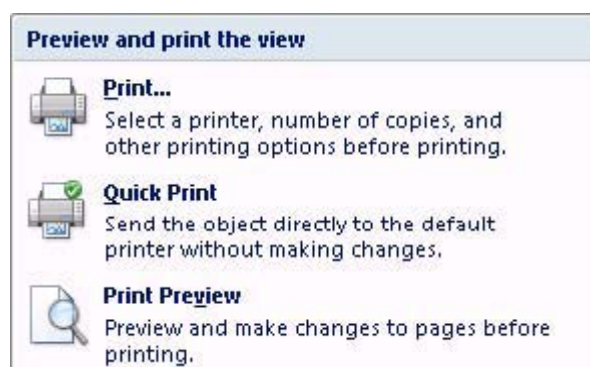 Preview and print the view
Print...
Select a printer, number of copies, and
other printing options before printing.
Quick Print
Send the object directly to the default
printer without making changes.
Print Preview
Preview and make changes to pages before
printing.